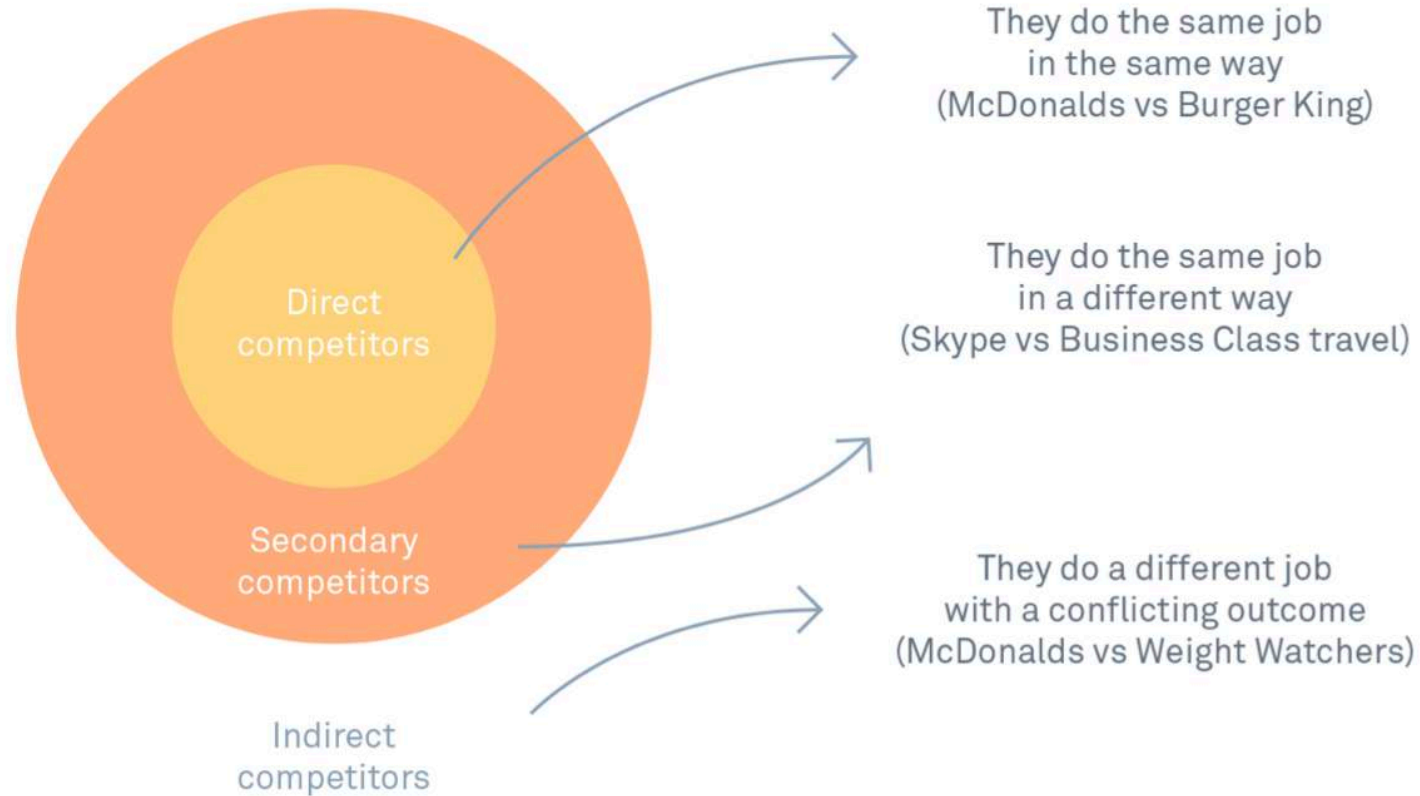 They do the same job
in the same way
(McDonalds vs Burger King)
They do the same job
in a different way
(Skype vs Business Class travel)
Direct
competitors
Secondary
competitors
They do a different job
with a conflicting outcome
(McDonalds vs Weight Watchers)
Indirect
competitors